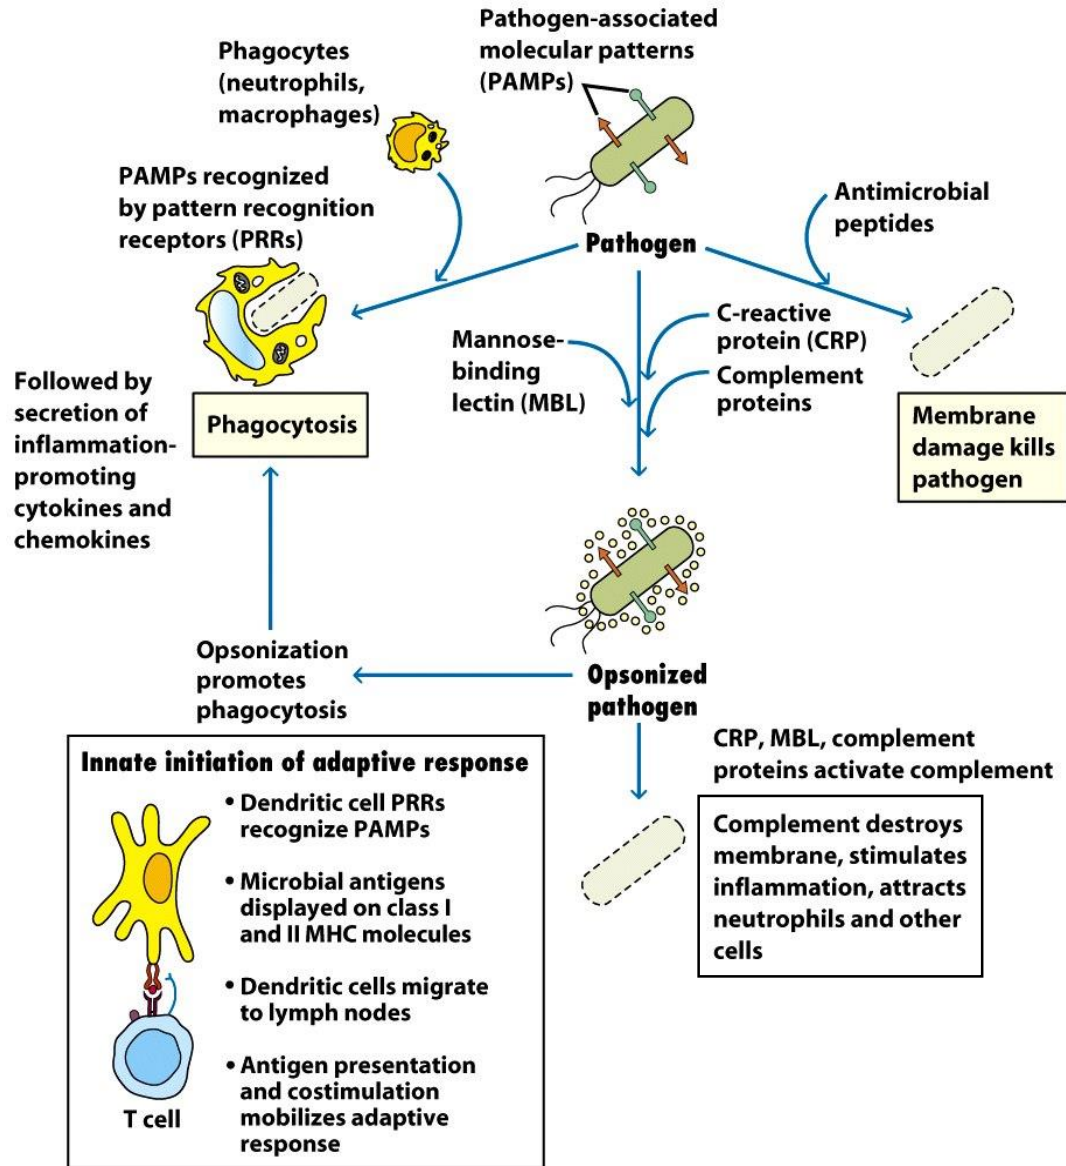 Pathogen-associated
molecular patterns
(PAMPs)
Phagocytes
(neutrophils,
macrophages)
PAMPs recognized
by pattern recognition
receptors (PRRs)
Antimicrobial
peptides
Pathogen
Mannose-
binding
lectin (MBL)
C-reactive
protein (CRP)
Complement
proteins
Followed by
secretion of
inflammation-
promoting
cytokines and
chemokines
Phagocytosis
Membrane
damage kills
pathogen
Opsonization
promotes
phagocytosis
Opsonized
pathogen
CRP, MBL, complement
proteins activate complement
Complement destroys
membrane, stimulates
inflammation, attracts
neutrophils and other
cells
Innate initiation of adaptive response
• Dendritic cell PRRs
recognize PAMPs
• Microbial antigens
displayed on class I
and II MHC molecules
• Dendritic cells migrate
to lymph nodes
• Antigen presentation
and costimulation
mobilizes adaptive
response
T cell